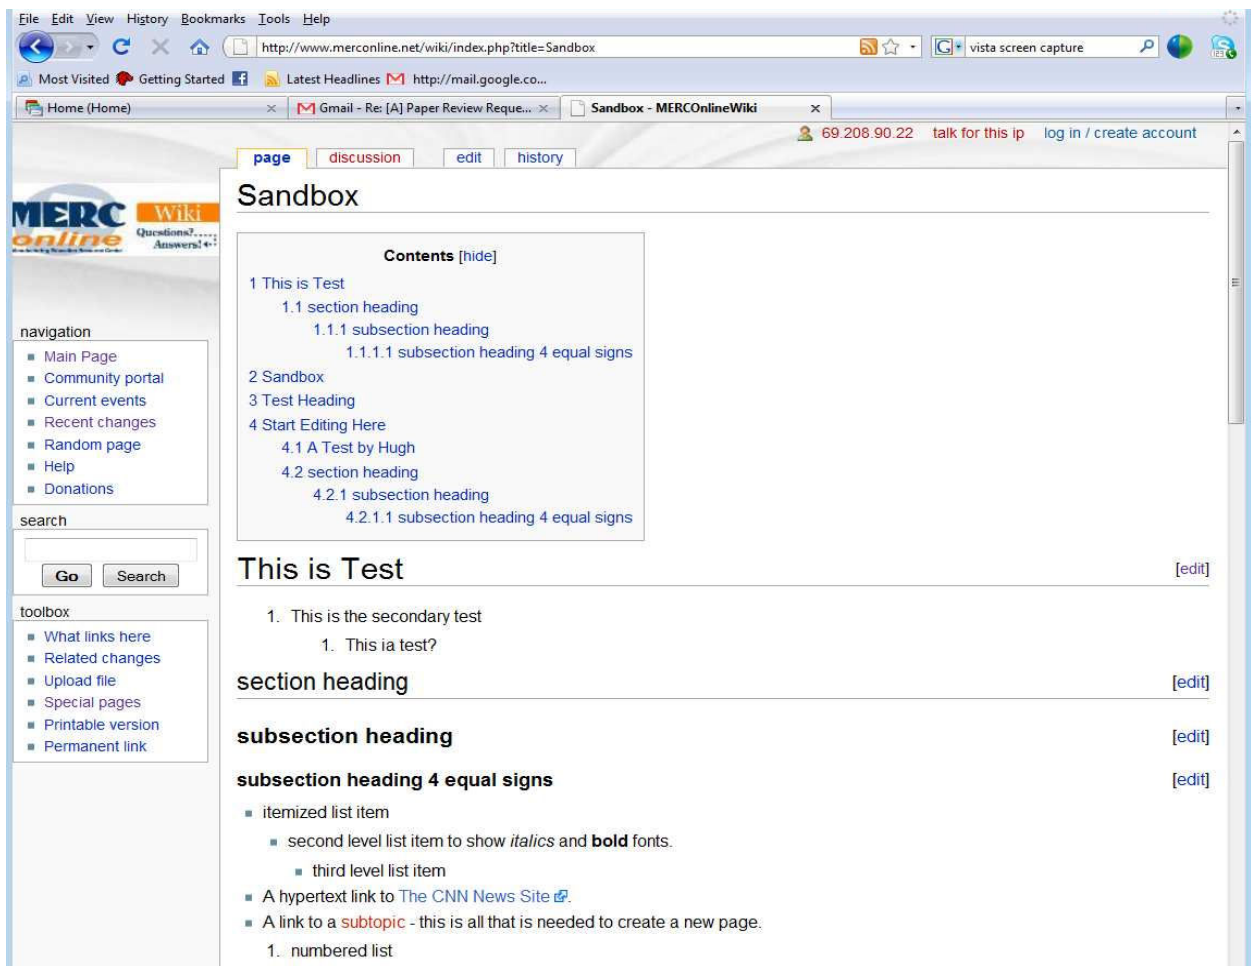 File Edit View History Bookmarks Tools Help
http://www.merconline.net/wiki/index.php?title=Sandbox
G vista screen capture
Most Visited Getting Started Latest Headlines http://mail.google.co...
Home (Home) Gmail - Re: [A] Paper Review Reque... Sandbox - MERCOnlineWiki
69.208.90.22 talk for this ip log in / create account
page discussion edit history
MERC online
Wiki
Questions?.....
Answers!
Sandbox
Contents [hide]
1 This is Test
1.1 section heading
1.1.1 subsection heading
1.1.1.1 subsection heading 4 equal signs
2 Sandbox
3 Test Heading
4 Start Editing Here
4.1 A Test by Hugh
4.2 section heading
4.2.1 subsection heading
4.2.1.1 subsection heading 4 equal signs
navigation
Main Page
Community portal
Current events
Recent changes
Random page
Help
Donations
search
Go Search
toolbox
What links here
Related changes
Upload file
Special pages
Printable version
Permanent link
This is Test [edit]
1. This is the secondary test
1. This ia test?
section heading [edit]
subsection heading [edit]
subsection heading 4 equal signs [edit]
itemized list item
second level list item to show italics and bold fonts.
third level list item
A hypertext link to The CNN News Site.
A link to a subtopic - this is all that is needed to create a new page.
1. numbered list